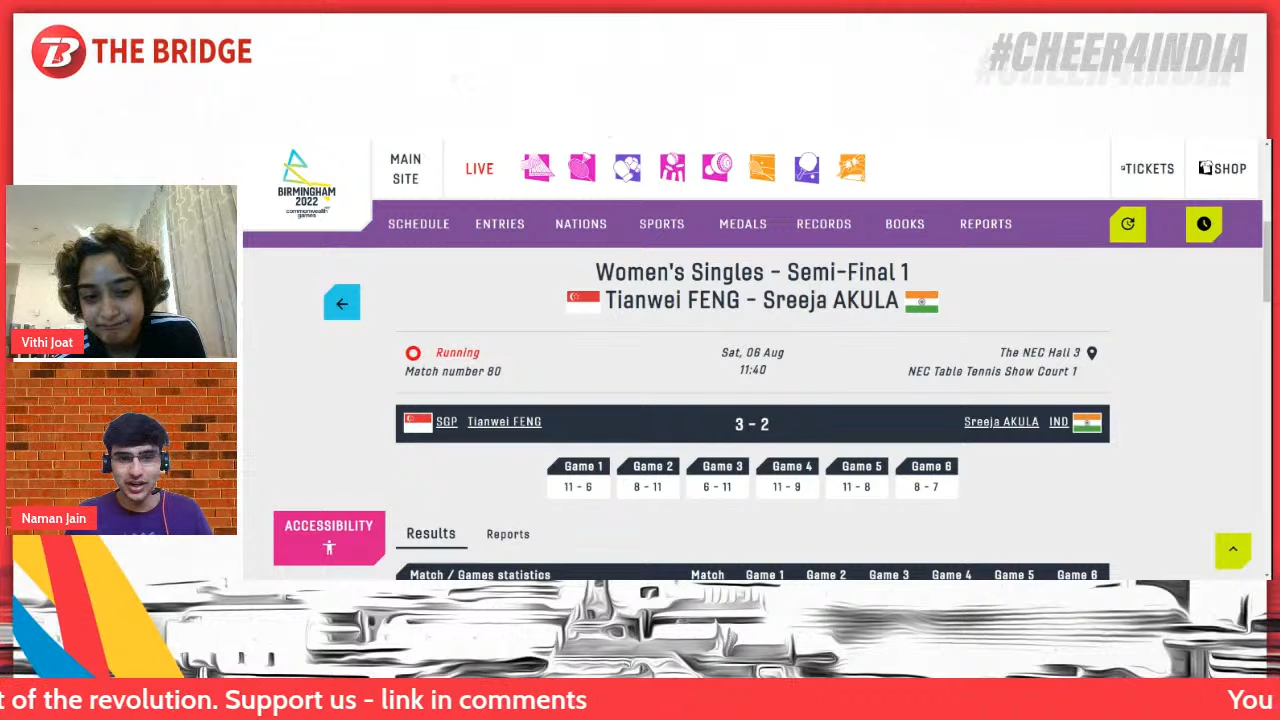 THE BRIDGE
#CHEER4INDIA
BIRMINGHAM
2022
commonwealth
games
MAIN
SITE
LIVE
TICKETS
SHOP
SCHEDULE ENTRIES NATIONS SPORTS MEDALS RECORDS BOOKS REPORTS
Women's Singles - Semi-Final 1
Tianwei FENG - Sreeja AKULA
Running
Match number 80
Sat, 06 Aug
11:40
The NEC Hall 3
NEC Table Tennis Show Court 1
SGP Tianwei FENG 3 - 2 Sreeja AKULA IND
Game 1 Game 2 Game 3 Game 4 Game 5 Game 6
11 - 6 8 - 11 6 - 11 11 - 9 11 - 8 8 - 7
ACCESSIBILITY
Results Reports
Match / Games statistics Match Game 1 Game 2 Game 3 Game 4 Game 5 Game 6
Vithi Joat
Naman Jain
t of the revolution. Support us - link in comments You